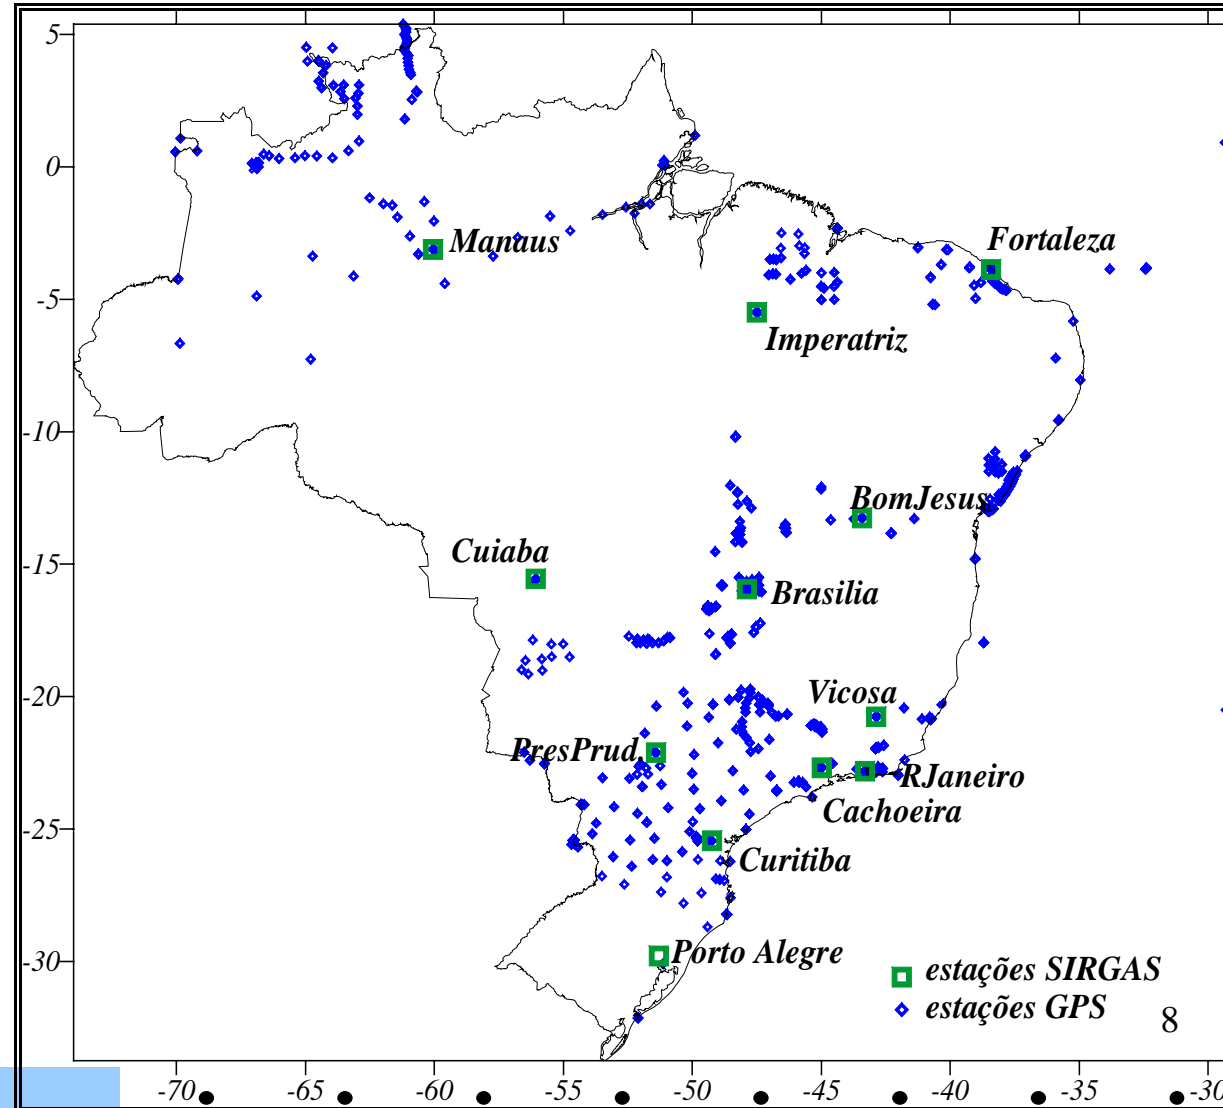 5
0
Manaus
Fortaleza
-5
Imperatriz
-10
BomJesus
Cuiaba
-15
Brasilia
-20
Vicosa
PresPrud.
RJaneiro
Cachoeira
-25
Curitiba
Porto Alegre
-30
estações SIRGAS
estações GPS
8
-70 -65 -60 -55 -50 -45 -40 -35 -30